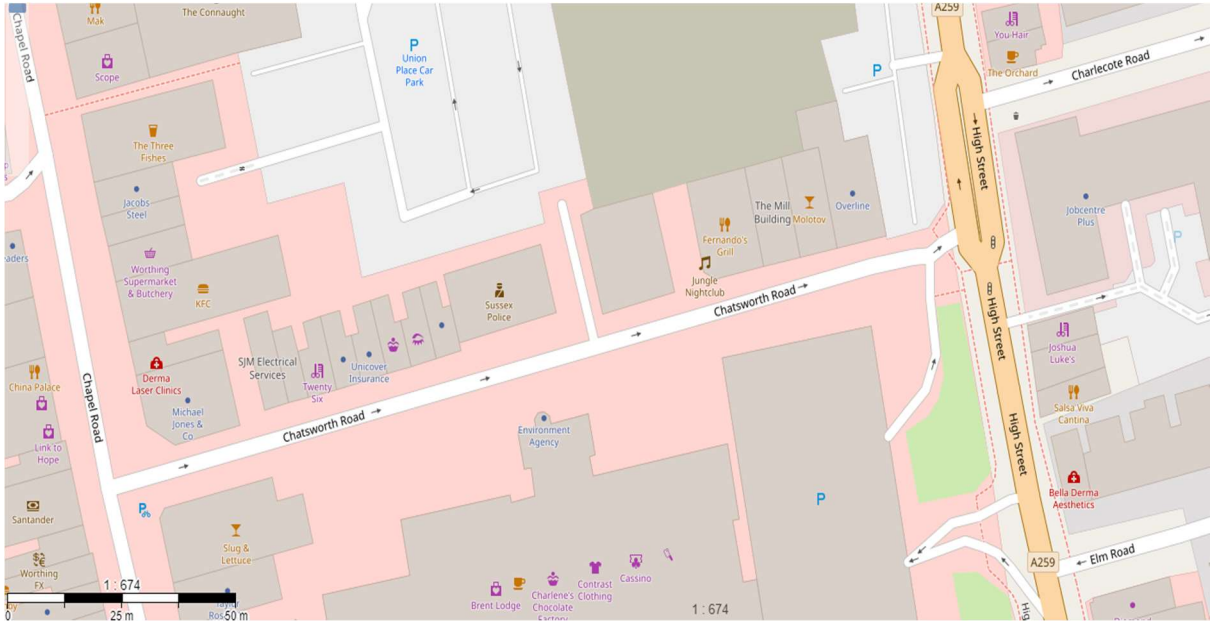 The Connaught
Mak
Scope
Chapel Road
P
Union
Place Car
Park
P
A259
You Hair
The Orchard
Charlecote Road
The Three
Fishes
Jacobs
Steel
High Street
The Mill
Building
Molotov
Overline
Jobcentre
Plus
P
Fernando's
Grill
Jungle
Nightclub
Worthing
Supermarket
& Butchery
KFC
Sussex
Police
Chatsworth Road
High Street
SJM Electrical
Services
Unicover
Insurance
Twenty
Six
Joshua
Luke's
China Palace
Derma
Laser Clinics
Chapel Road
Michael
Jones &
Co
Chatsworth Road
Environment
Agency
High Street
Salsa Viva
Cantina
Link to
Hope
Santander
P
P
Bella Derma
Aesthetics
Slug &
Lettuce
Worthing
FX
A259
Elm Road
Cassino
Contrast
Clothing
Charlene's
Chocolate
Factory
Brent Lodge
1 : 674
1 : 674
0
25 m
50 m